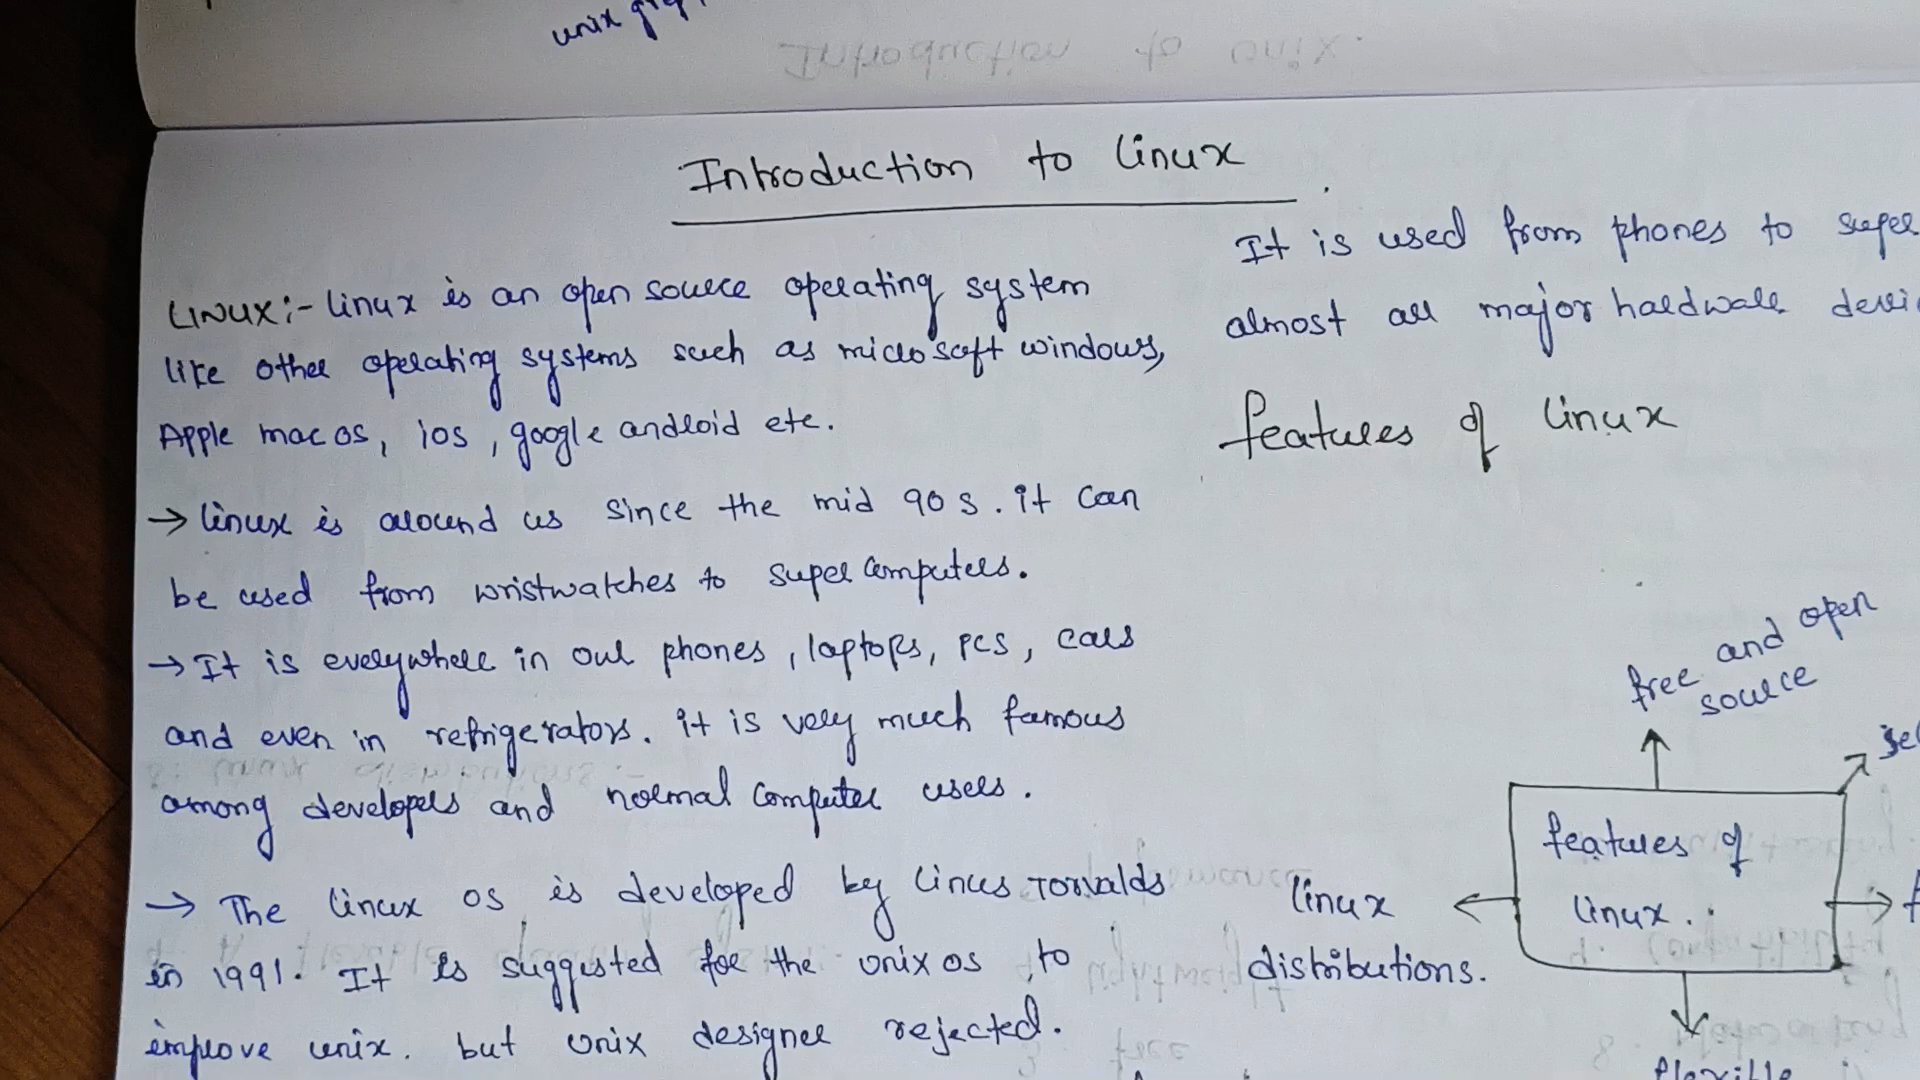 unix
Introduction to Linux
LINUX:- linux is an open source operating system
like other operating systems such as microsoft windows,
Apple mac os, ios, google android etc.
→ linux is around us since the mid 90s. it can
be used from wristwatches to super computers.
→ It is everywhere in our phones, laptops, pcs, cars
and even in refrigerators. it is very much famous
among developers and normal computer users.
→ The linux os is developed by linus Torvalds
in 1991. It is suggested for the unix os to
improve unix. but unix designer rejected.
It is used from phones to super
almost all major hardware
features of linux
free and open
source
features of
linux.
linux
distributions.